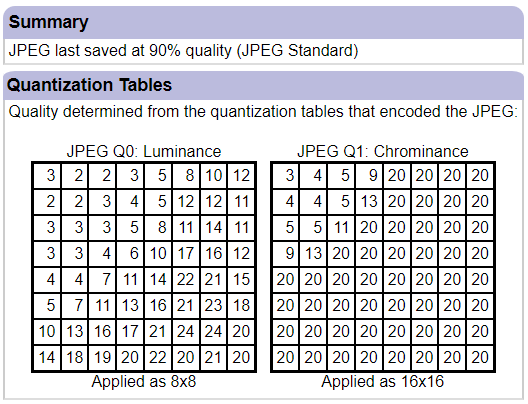 Summary
JPEG last saved at 90% quality (JPEG Standard)
Quantization Tables
Quality determined from the quantization tables that encoded the JPEG:
JPEG Q0: Luminance JPEG Q1: Chrominance
3 2 2 3 5 8 10 12 3 4 5 9 20 20 20 20
2 2 3 4 5 12 12 11 4 4 5 13 20 20 20 20
3 3 3 5 8 11 14 11 5 5 11 20 20 20 20 20
3 3 4 6 10 17 16 12 9 13 20 20 20 20 20 20
4 4 7 11 14 22 21 15 20 20 20 20 20 20 20 20
5 7 11 13 16 21 23 18 20 20 20 20 20 20 20 20
10 13 16 17 21 24 24 20 20 20 20 20 20 20 20 20
14 18 19 20 22 20 21 20 20 20 20 20 20 20 20 20
Applied as 8x8 Applied as 16x16